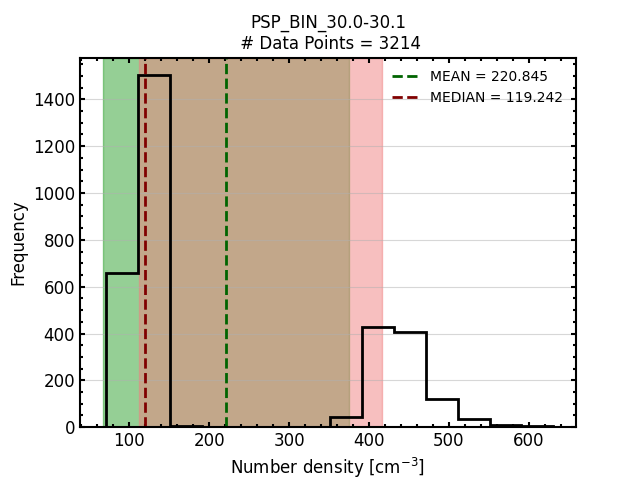 PSP_BIN_30.0-30.1
# Data Points = 3214
MEAN = 220.845
MEDIAN = 119.242
1400
1200
1000
800
600
400
200
0
Frequency
100 200 300 400 500 600
Number density [cm⁻³]